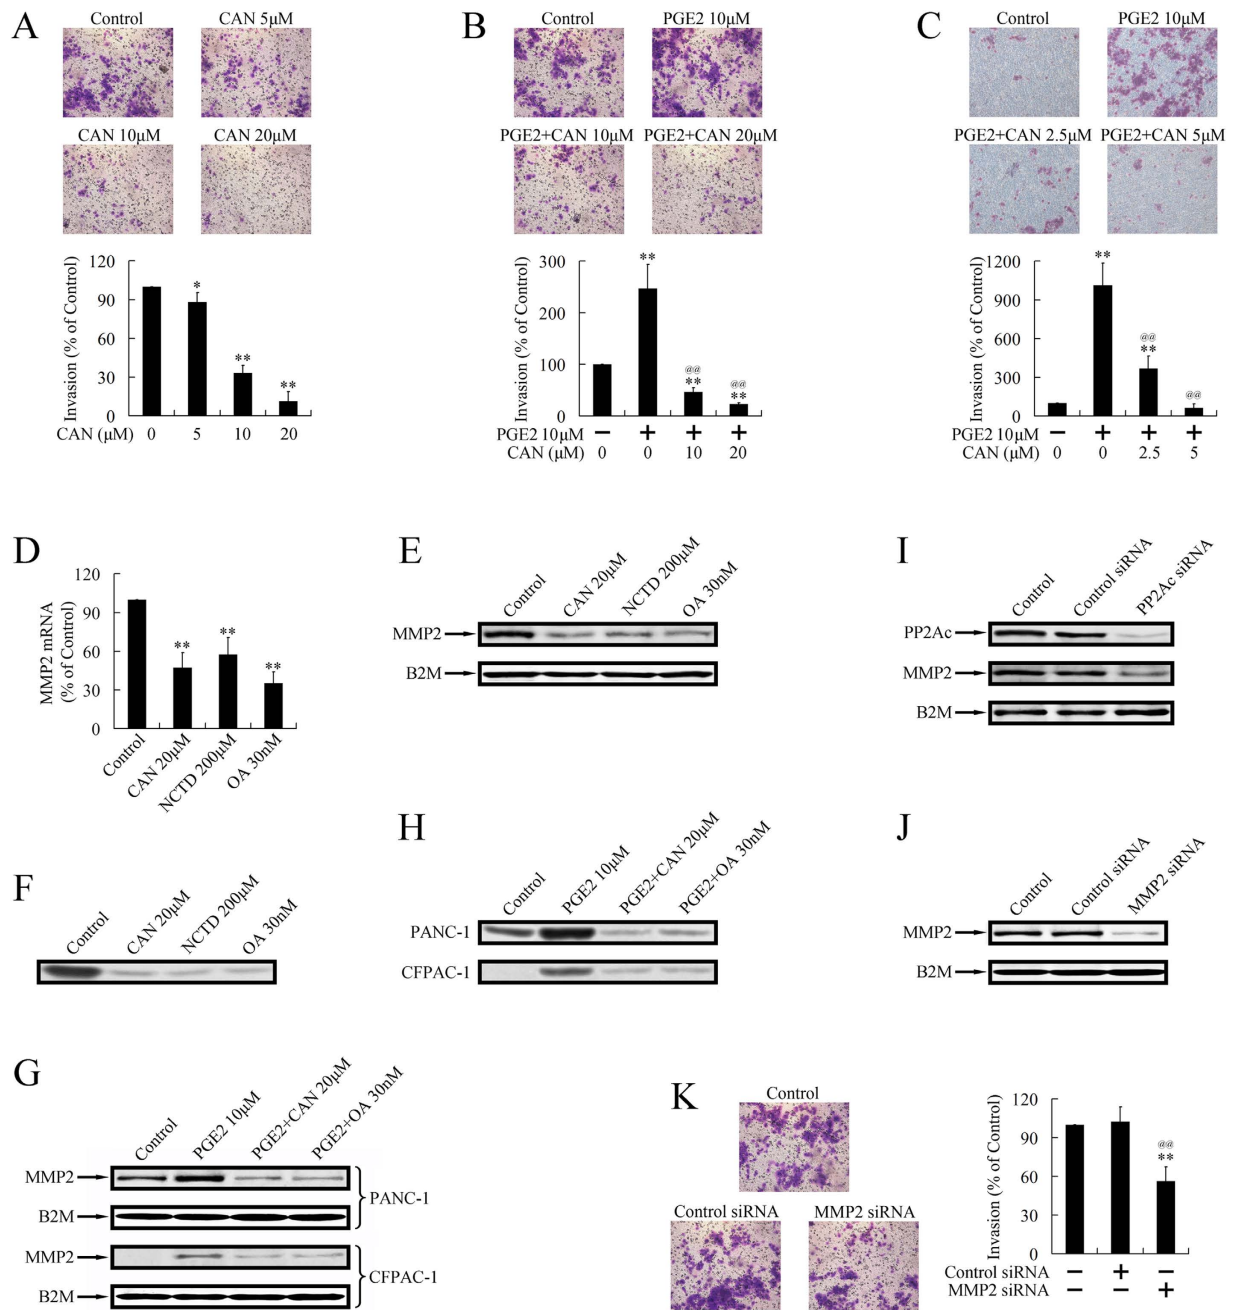 A
Control
CAN 5μM
CAN 10μM
CAN 20μM
Invasion (% of Control)
120
90
60
30
0
*
**
**
CAN (μM)
0 5 10 20
B
Control
PGE2 10μM
PGE2+CAN 10μM
PGE2+CAN 20μM
Invasion (% of Control)
300
200
100
0
**
@@
**
@@
**
PGE2 10μM − + + +
CAN (μM) 0 0 10 20
C
Control
PGE2 10μM
PGE2+CAN 2.5μM
PGE2+CAN 5μM
Invasion (% of Control)
1200
900
600
300
0
**
@@
**
@@
PGE2 10μM − + + +
CAN (μM) 0 0 2.5 5
D
MMP2 mRNA
(% of Control)
120
90
60
30
0
**
**
**
Control
CAN 20μM
NCTD 200μM
OA 30nM
E
Control
CAN 20μM
NCTD 200μM
OA 30nM
MMP2
B2M
I
Control
Control siRNA
PP2Ac siRNA
PP2Ac
MMP2
B2M
F
Control
CAN 20μM
NCTD 200μM
OA 30nM
H
Control
PGE2 10μM
PGE2+CAN 20μM
PGE2+OA 30nM
PANC-1
CFPAC-1
J
Control
Control siRNA
MMP2 siRNA
MMP2
B2M
G
Control
PGE2 10μM
PGE2+CAN 20μM
PGE2+OA 30nM
MMP2
B2M
PANC-1
MMP2
B2M
CFPAC-1
K
Control
Control siRNA
MMP2 siRNA
Invasion (% of Control)
120
90
60
30
0
@@
**
Control siRNA − + −
MMP2 siRNA − − +